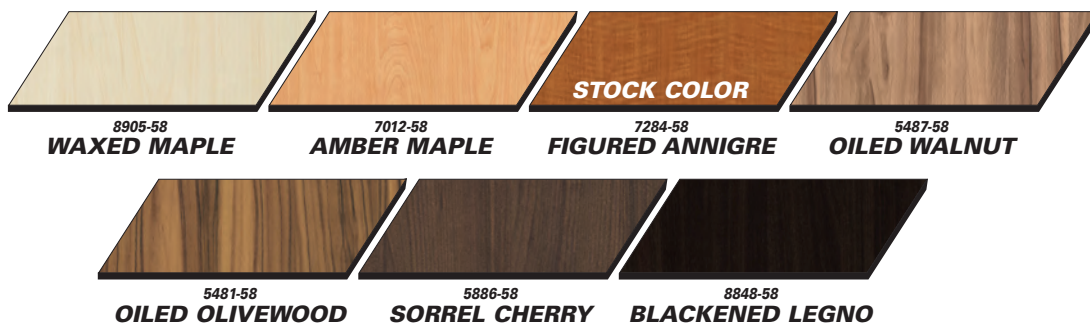 STOCK COLOR
8905-58 7012-58 7284-58 5487-58
WAXED MAPLE AMBER MAPLE FIGURED ANNIGRE OILED WALNUT
5481-58 5886-58 8848-58
OILED OLIVEWOOD SORREL CHERRY BLACKENED LEGNO